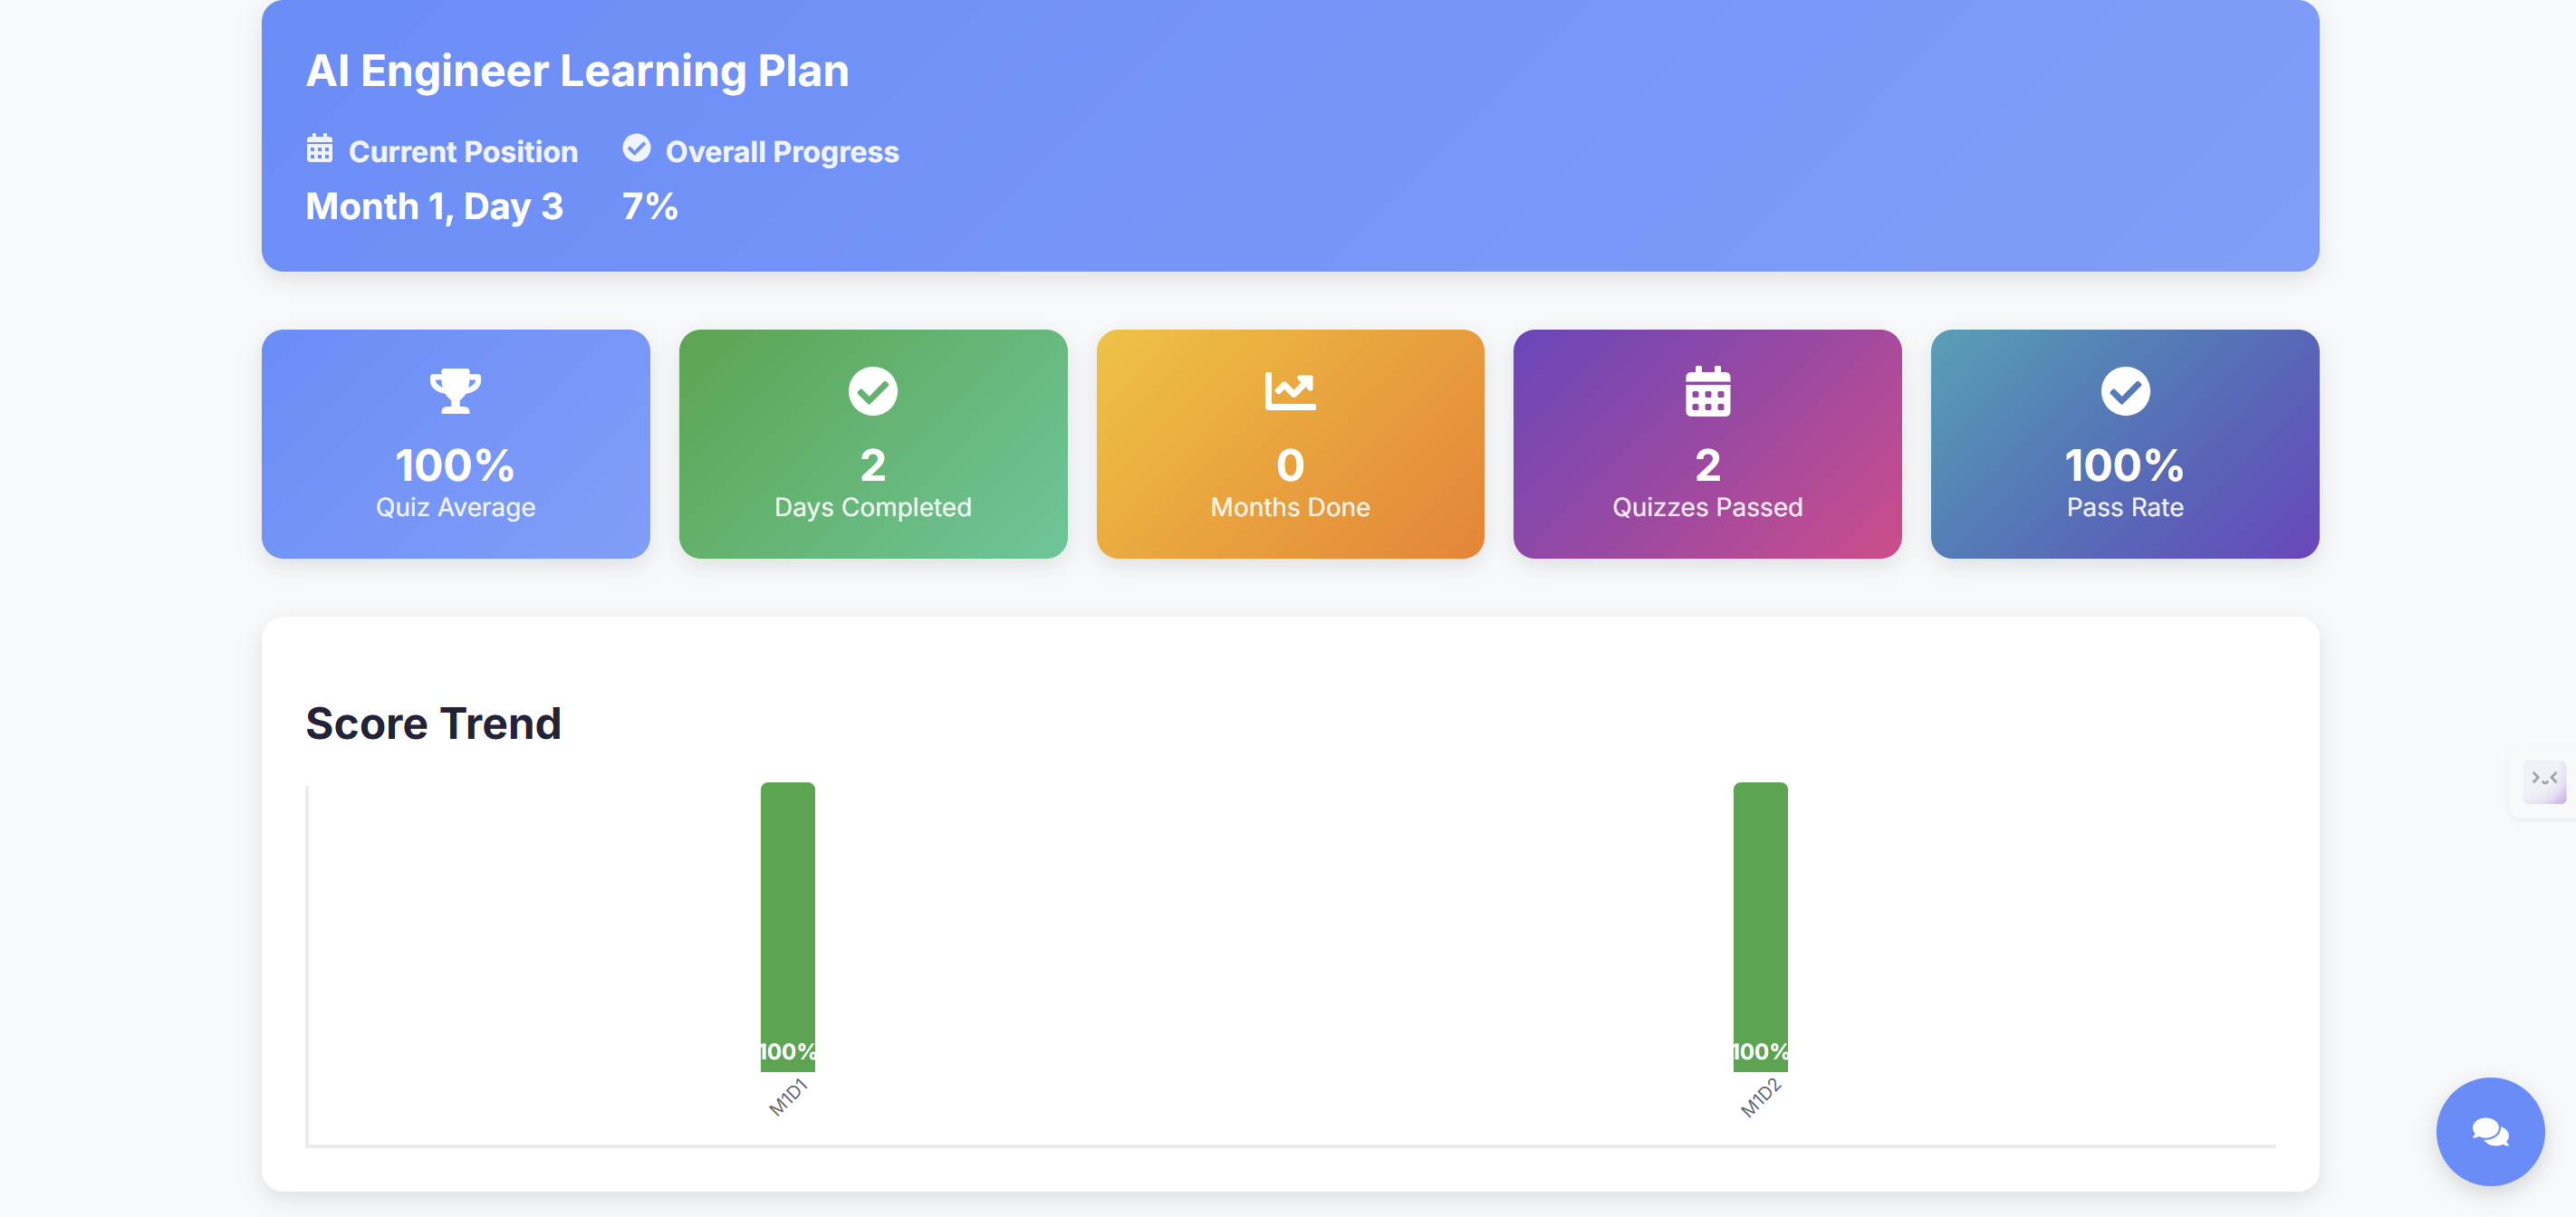 AI Engineer Learning Plan
Current Position
Overall Progress
Month 1, Day 3
7%
100%
Quiz Average
2
Days Completed
0
Months Done
2
Quizzes Passed
100%
Pass Rate
Score Trend
100%
100%
M1D1
M1D2